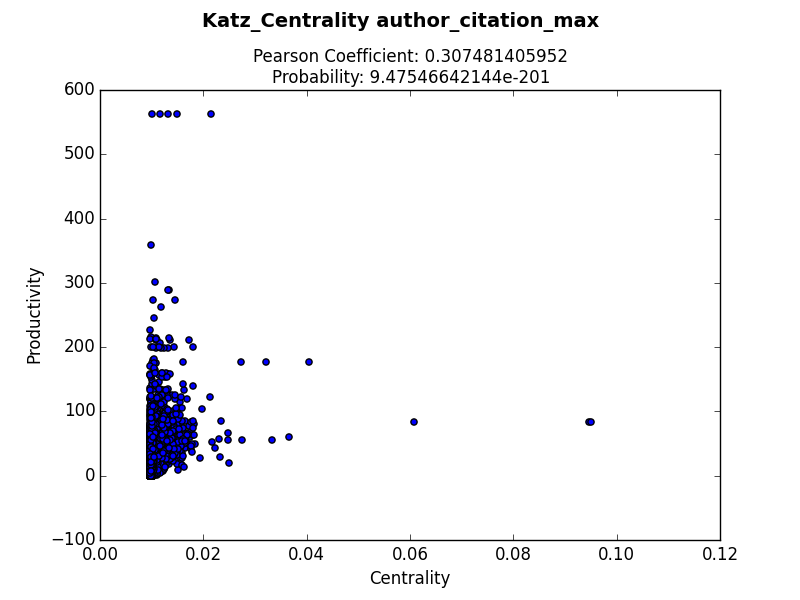 Katz_Centrality author_citation_max
Pearson Coefficient: 0.307481405952
Probability: 9.47546642144e-201
600
500
400
300
200
100
0
−100
0.00 0.02 0.04 0.06 0.08 0.10 0.12
Productivity
Centrality